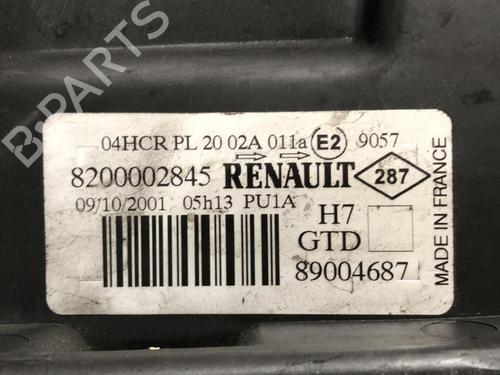 04HCR PL 20 02A 011a E2 9057
8200002845 RENAULT 287
09/10/2001 05h13 PU1A
H7
GTD
89004687
MADE IN FRANCE
B-PARTS